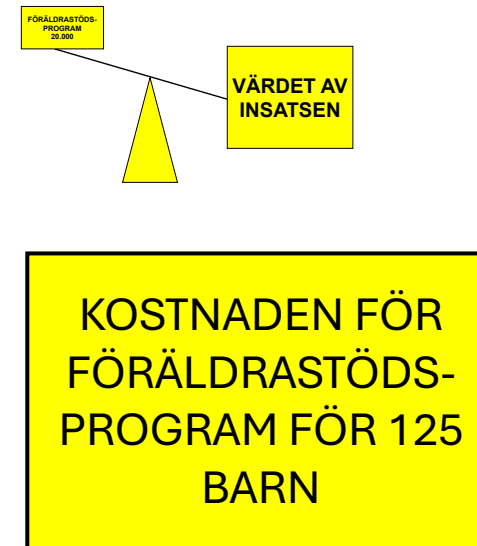 FÖRÄLDRASTÖDS-
PROGRAM
20.000
VÄRDET AV
INSATSEN
KOSTNADEN FÖR
FÖRÄLDRASTÖDS-
PROGRAM FÖR 125
BARN